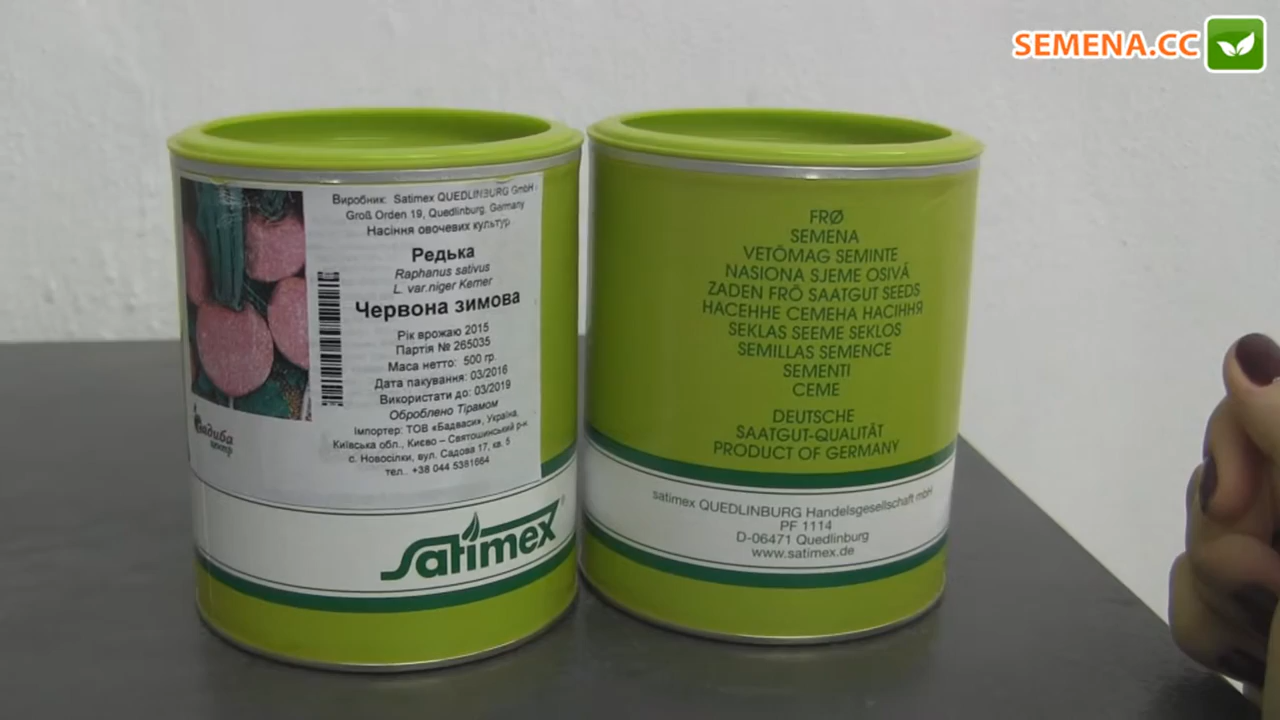 SEMENA.CC
Виробник: Satimex QUEDLINBURG GmbH
Groß Orden 19, Quedlinburg, Germany
Насіння овочевих культур
Редька
Raphanus sativus
L. var.niger Kerner
Червона зимова
Рік врожаю 2015
Партія № 265035
Маса нетто: 500 гр.
Дата пакування: 03/2016
Використати до: 03/2019
Оброблено Тірамом
Імпортер: ТОВ «Бадваси», Україна,
Київська обл., Києво – Святошинський р-н,
с. Новосілки, вул. Садова 17, кв. 5
тел.. +38 044 5381664
центр
satimex®
FRØ
SEMENA
VETŐMAG SEMINTE
NASIONA SJEME OSIVÁ
ZADEN FRÖ SAATGUT SEEDS
НАСЕННЕ СЕМЕНА НАСІННЯ
SEKLAS SEEME SEKLOS
SEMILLAS SEMENCE
SEMENTI
СЕМЕ
DEUTSCHE
SAATGUT-QUALITÄT
PRODUCT OF GERMANY
satimex QUEDLINBURG Handelsgesellschaft mbH
PF 1114
D-06471 Quedlinburg
www.satimex.de